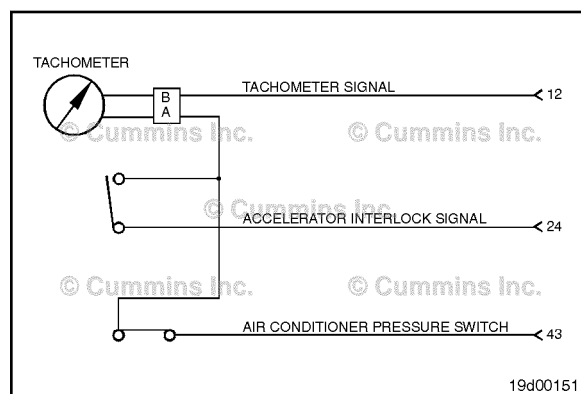 TACHOMETER
TACHOMETER SIGNAL
B
A
12
© Cummins Inc.
© Cummins Inc.
© Cummins Inc.
ACCELERATOR INTERLOCK SIGNAL
24
© Cummins Inc.
© Cummins Inc.
AIR CONDITIONER PRESSURE SWITCH
43
19d00151